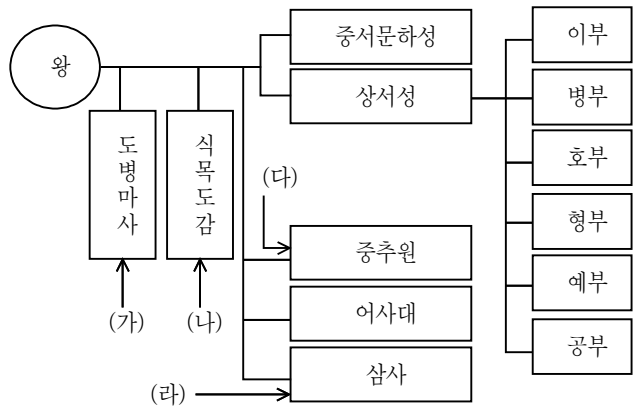 왕
중서문하성
상서성
이부
병부
호부
형부
예부
공부
도병마사
식목도감
(다)
중추원
어사대
삼사
(가)
(나)
(라)